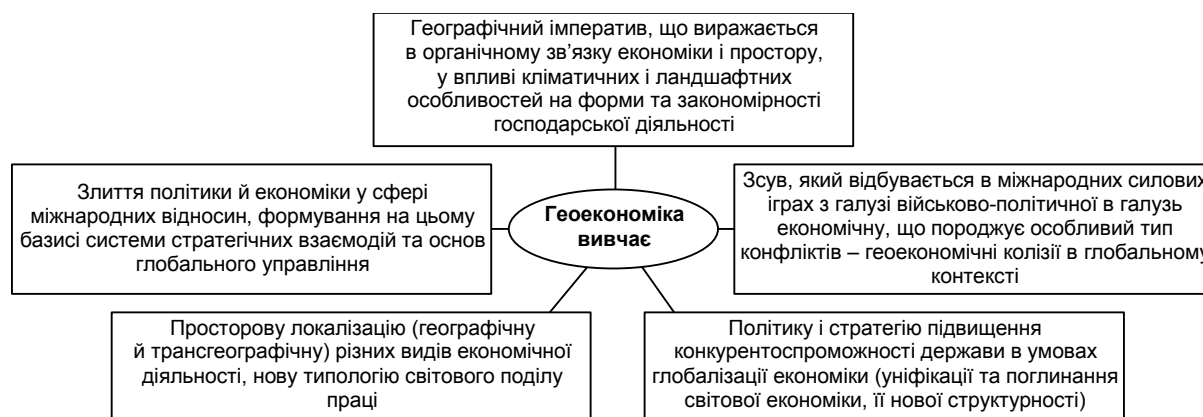 Географічний імператив, що виражається
в органічному зв’язку економіки і простору,
у впливі кліматичних і ландшафтних
особливостей на форми та закономірності
господарської діяльності
Злиття політики й економіки у сфері
міжнародних відносин, формування на цьому
базисі системи стратегічних взаємодій та основ
глобального управління
Геоекономіка
вивчає
Зсув, який відбувається в міжнародних силових
іграх з галузі військово-політичної в галузь
економічну, що породжує особливий тип
конфліктів – геоекономічні колізії в глобальному
контексті
Просторову локалізацію (географічну
й трансгеографічну) різних видів економічної
діяльності, нову типологію світового поділу
праці
Політику і стратегію підвищення
конкурентоспроможності держави в умовах
глобалізації економіки (уніфікації та поглинання
світової економіки, її нової структурності)